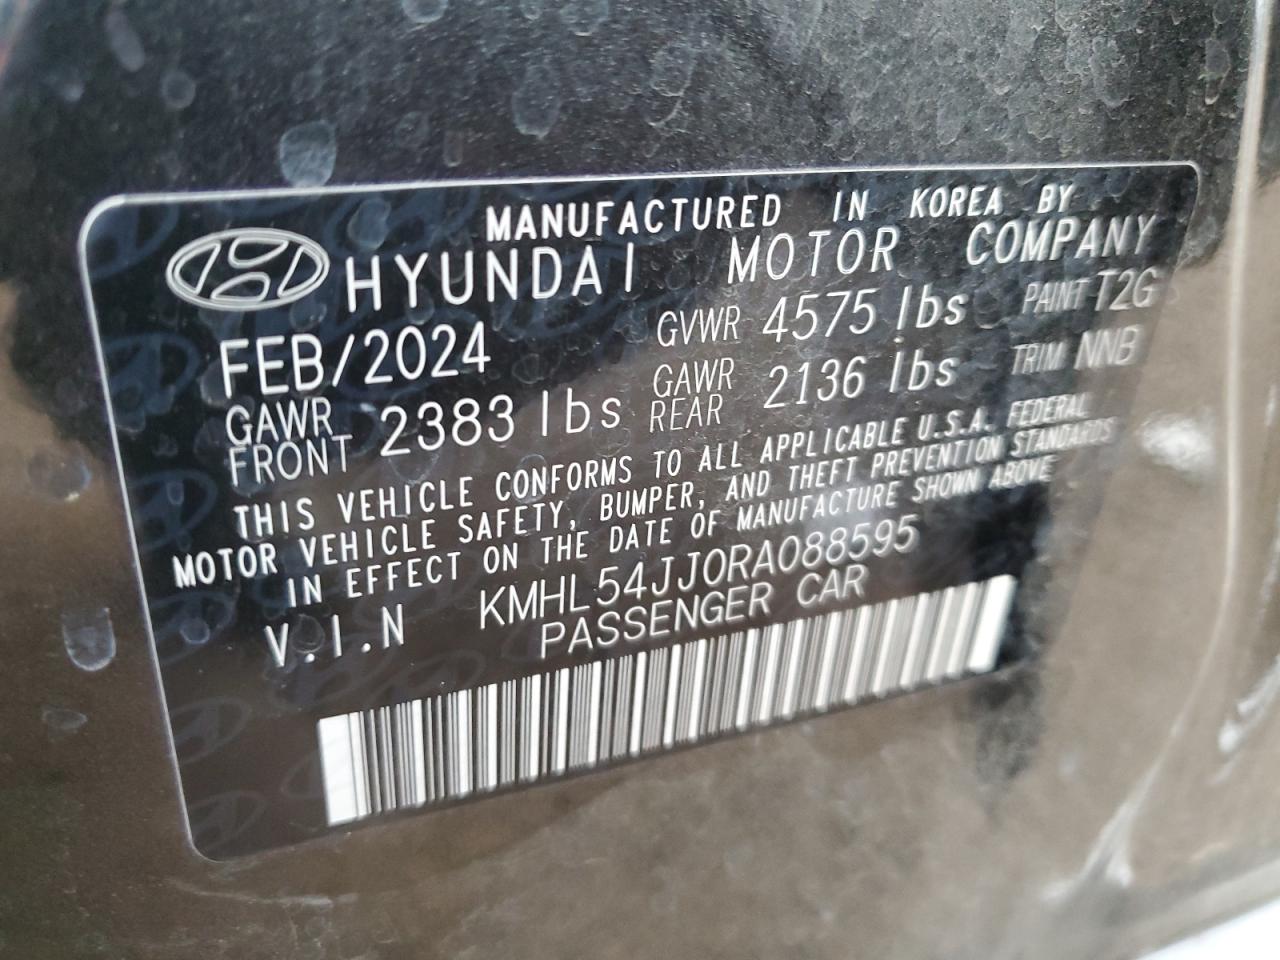 MANUFACTURED IN KOREA BY
HYUNDAI MOTOR COMPANY
FEB/2024 GVWR 4575 lbs PAINT T2G
GAWR FRONT 2383 lbs GAWR REAR 2136 lbs TRIM NNB
THIS VEHICLE CONFORMS TO ALL APPLICABLE U.S.A. FEDERAL
MOTOR VEHICLE SAFETY, BUMPER, AND THEFT PREVENTION STANDARDS
IN EFFECT ON THE DATE OF MANUFACTURE SHOWN ABOVE
V.I.N KMHL54JJ0RA088595
PASSENGER CAR